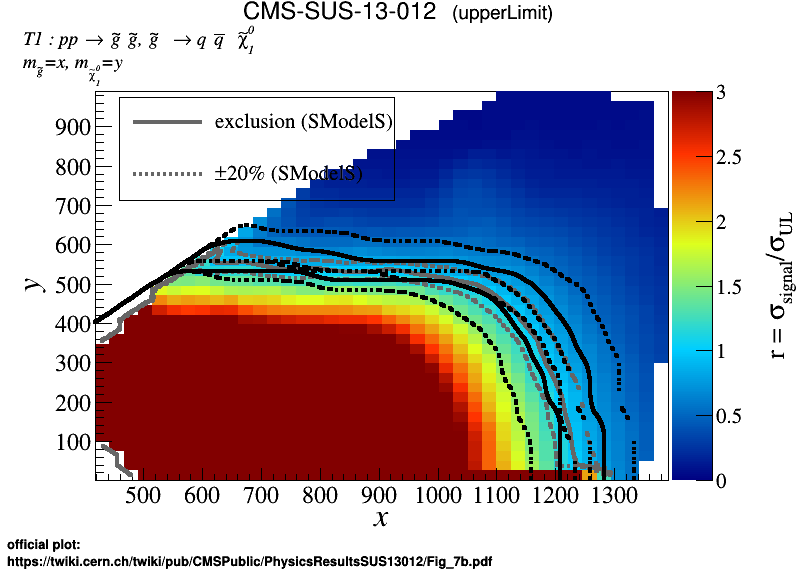 CMS-SUS-13-012 (upperLimit)
T1 : pp → g̃ g̃, g̃ → q q̅ χ̃₁⁰
m_g̃=x, m_χ̃₁⁰=y
exclusion (SModelS)
±20% (SModelS)
900
800
700
600
500
400
300
200
100
y
500 600 700 800 900 1000 1100 1200 1300
x
3
2.5
2
1.5
1
0.5
0
r = σ_signal/σ_UL
official plot:
https://twiki.cern.ch/twiki/pub/CMSPublic/PhysicsResultsSUS13012/Fig_7b.pdf